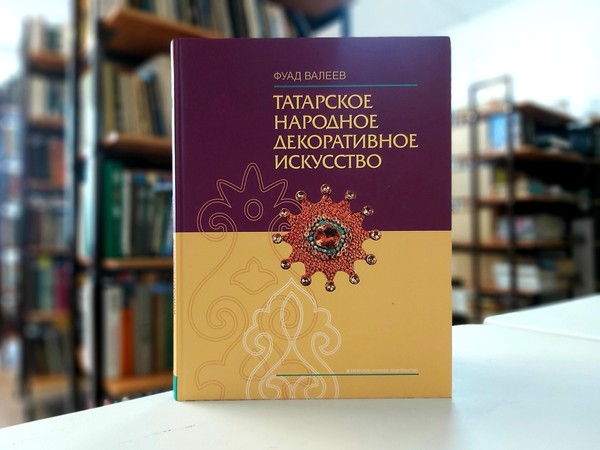 ФУАД ВАЛЕЕВ
ТАТАРСКОЕ
НАРОДНОЕ
ДЕКОРАТИВНОЕ
ИСКУССТВО